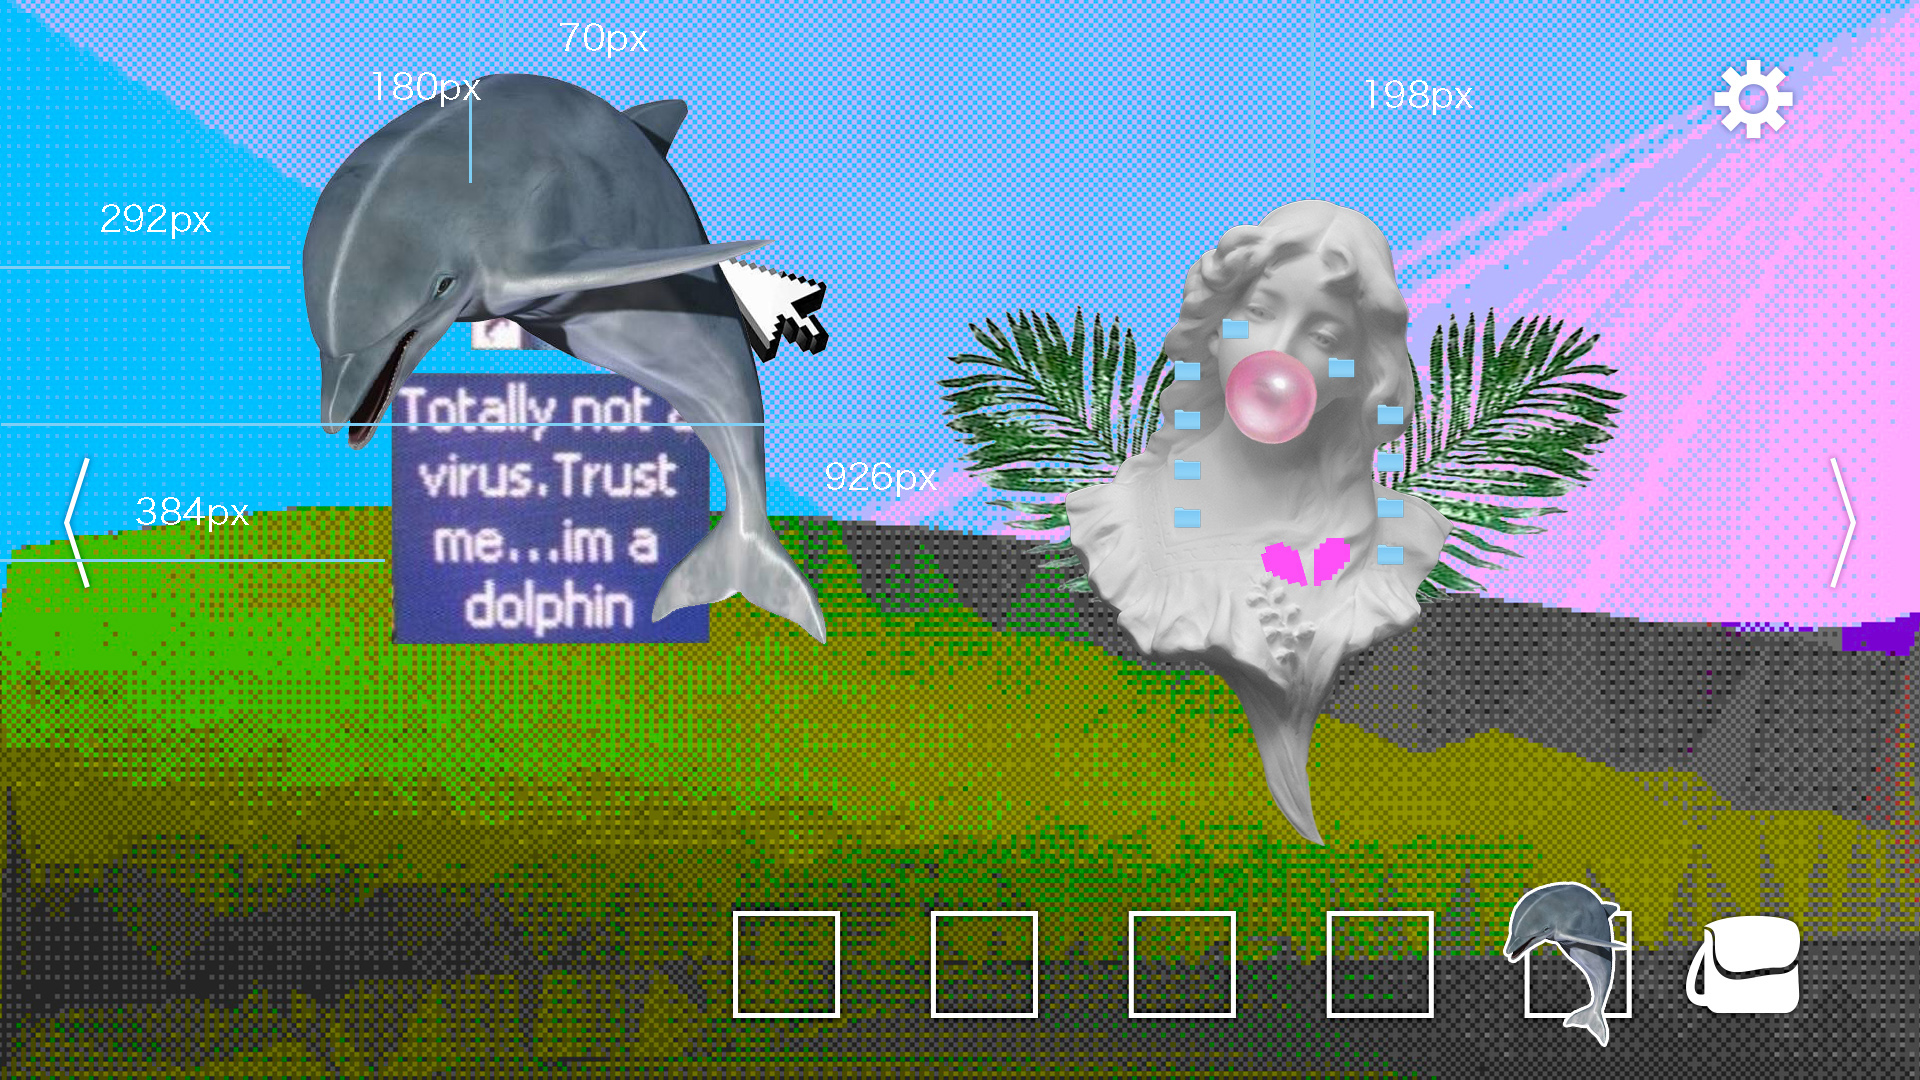 70px
180px
198px
292px
Totally not a
virus.Trust
me...im a
dolphin
926px
384px